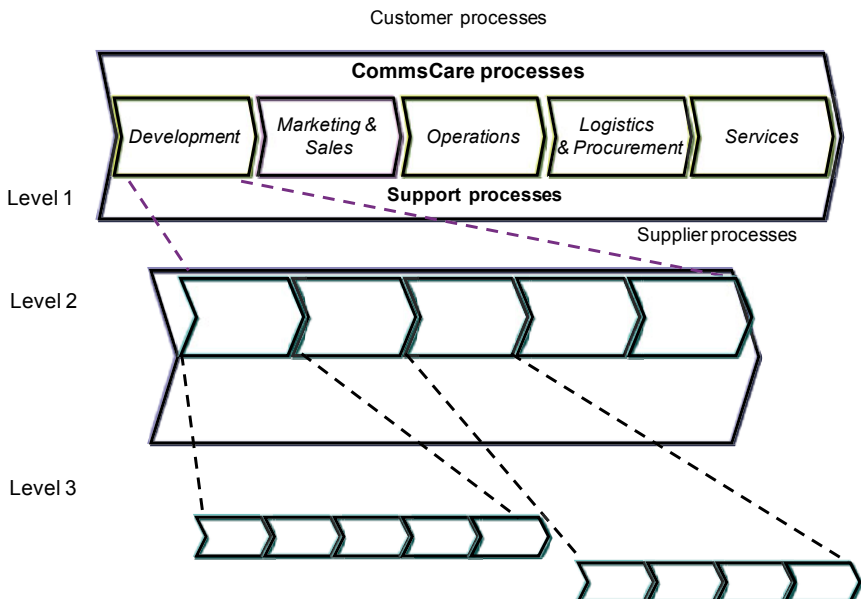 Customer processes
CommsCare processes
Development
Marketing &
Sales
Operations
Logistics
& Procurement
Services
Level 1
Support processes
Supplier processes
Level 2
Level 3